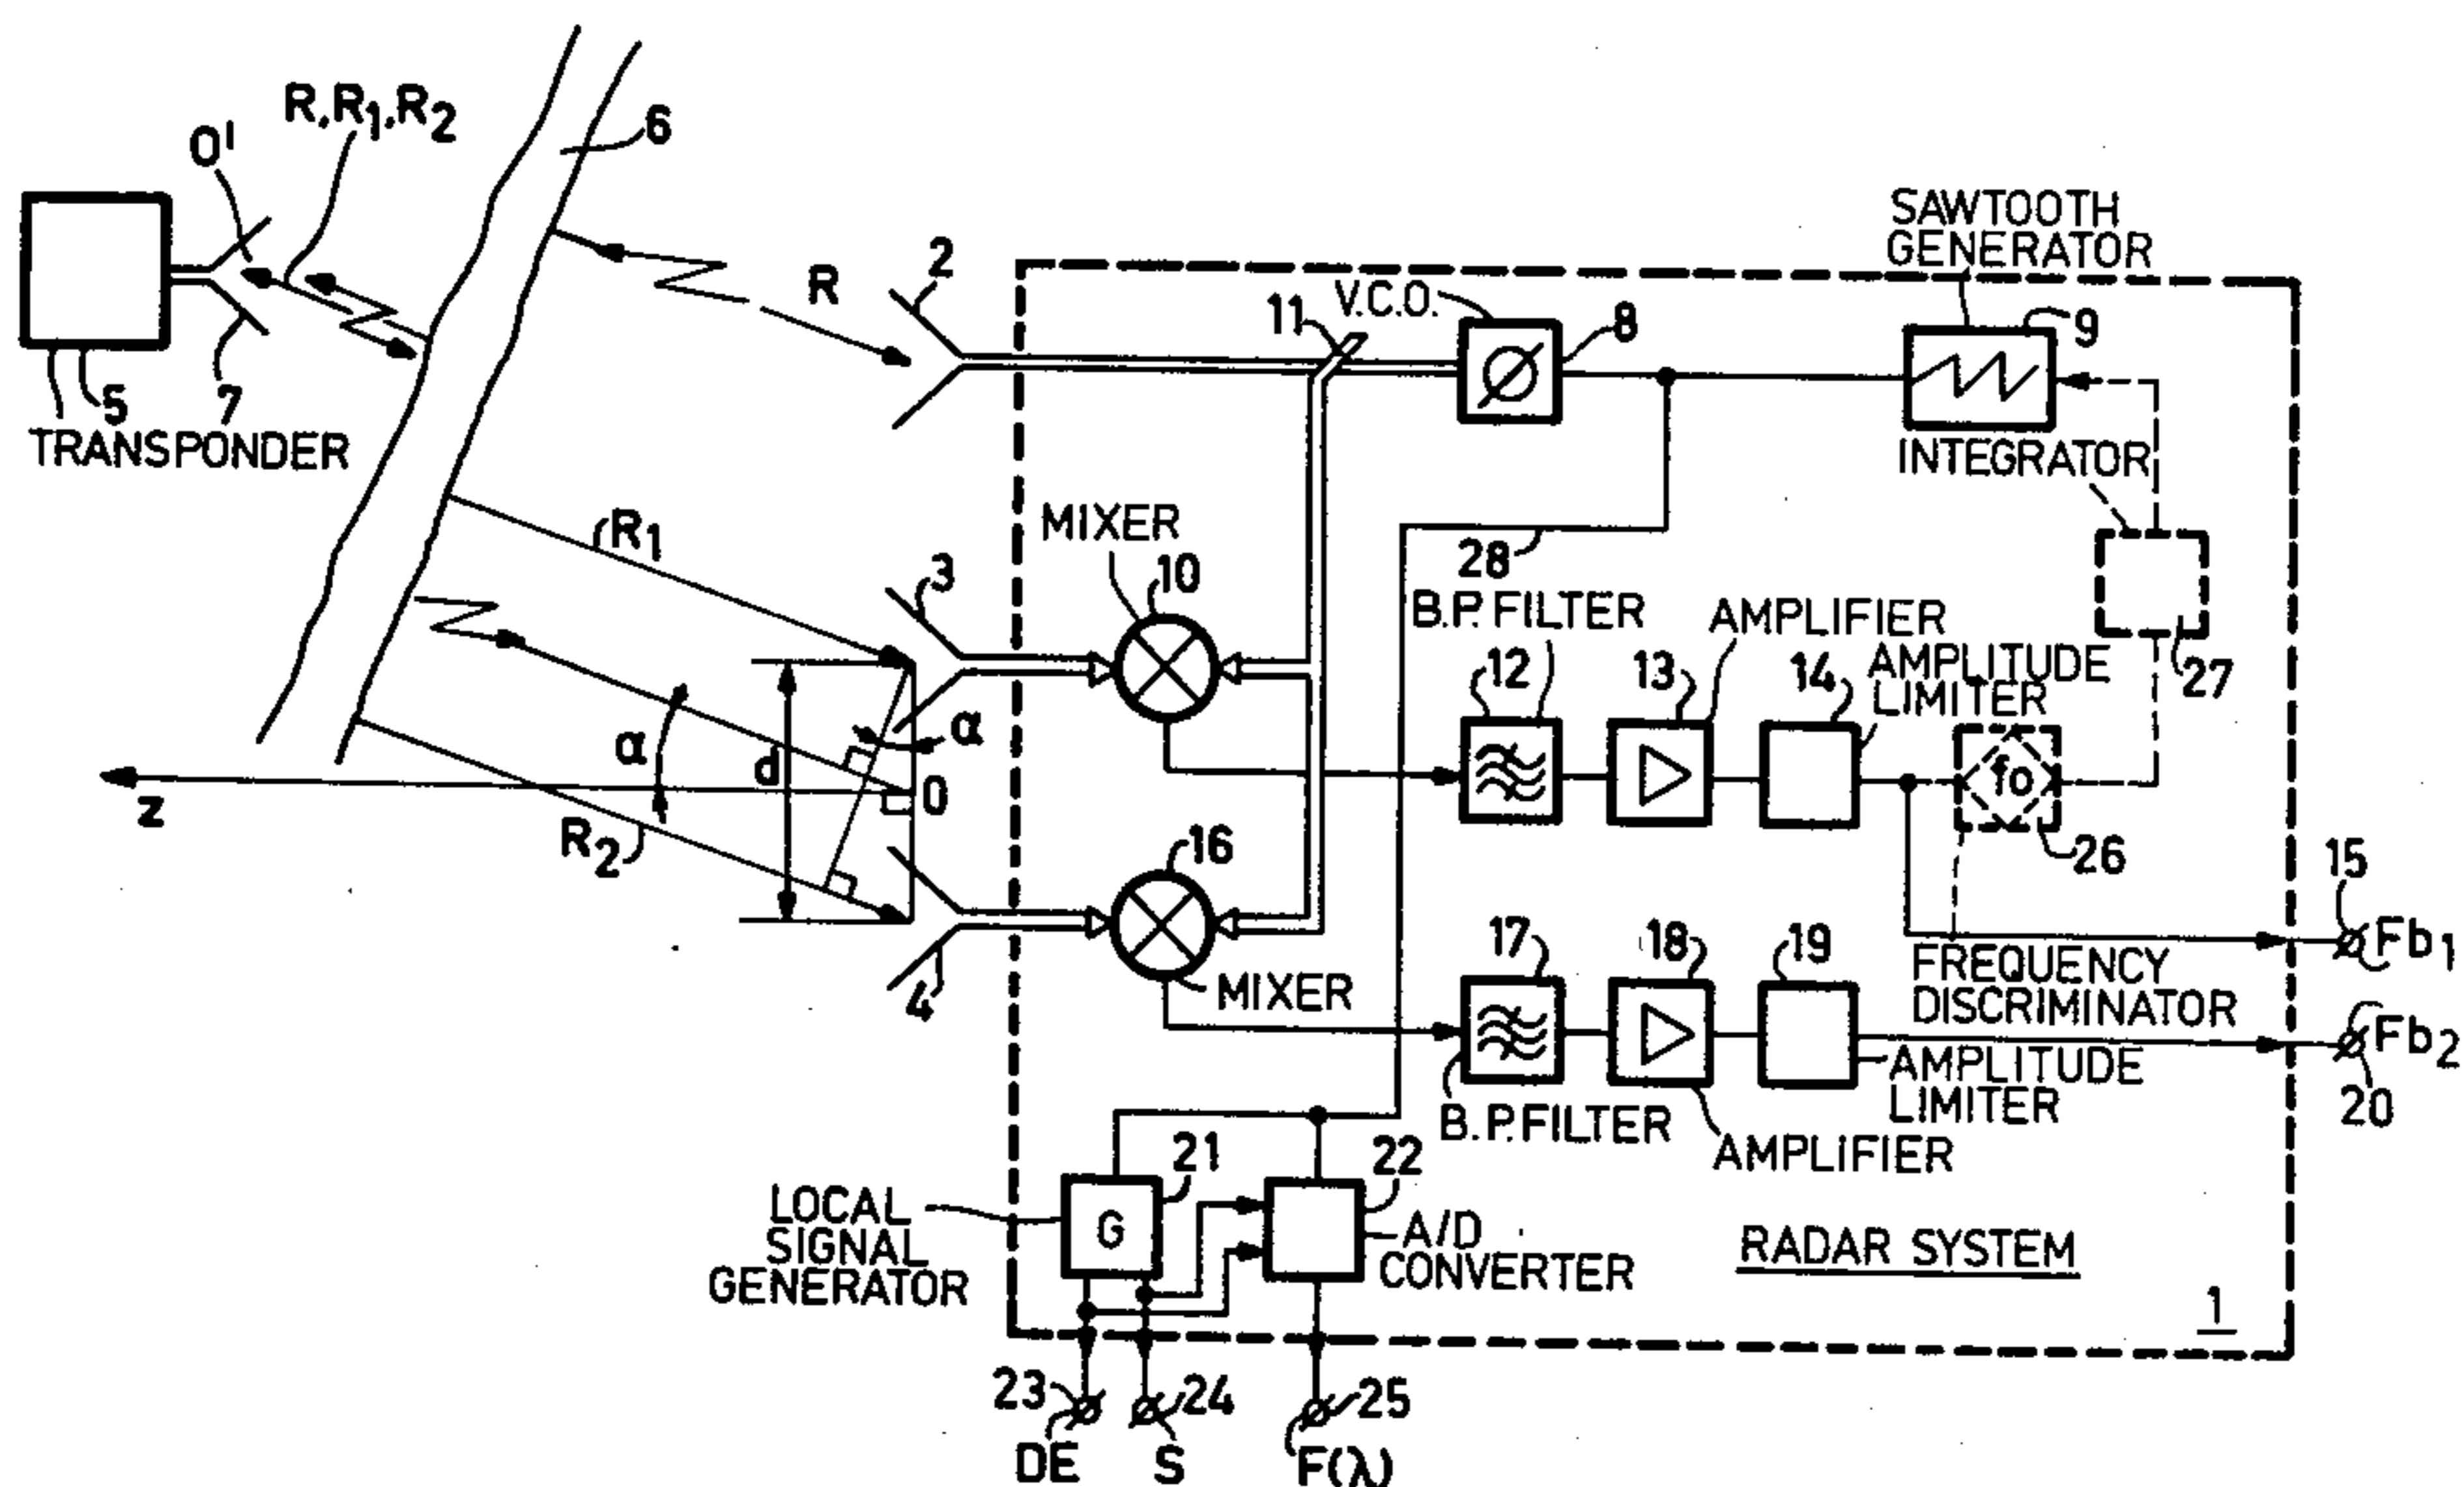 R,R1,R2
O'
6
5
7
TRANSPONDER
R
2
11
V.C.O.
8
SAWTOOTH
GENERATOR
9
INTEGRATOR
27
R1
3
MIXER
10
28
B.P. FILTER
12
13
AMPLIFIER
14
AMPLITUDE
LIMITER
fo
26
α
d
α
O
z
R2
4
16
MIXER
17
B.P. FILTER
18
AMPLIFIER
19
AMPLITUDE
LIMITER
FREQUENCY
DISCRIMINATOR
15
Fb1
Fb2
20
LOCAL
SIGNAL
GENERATOR
21
G
22
A/D
CONVERTER
RADAR SYSTEM
1
23
24
25
DE
S
F(λ)